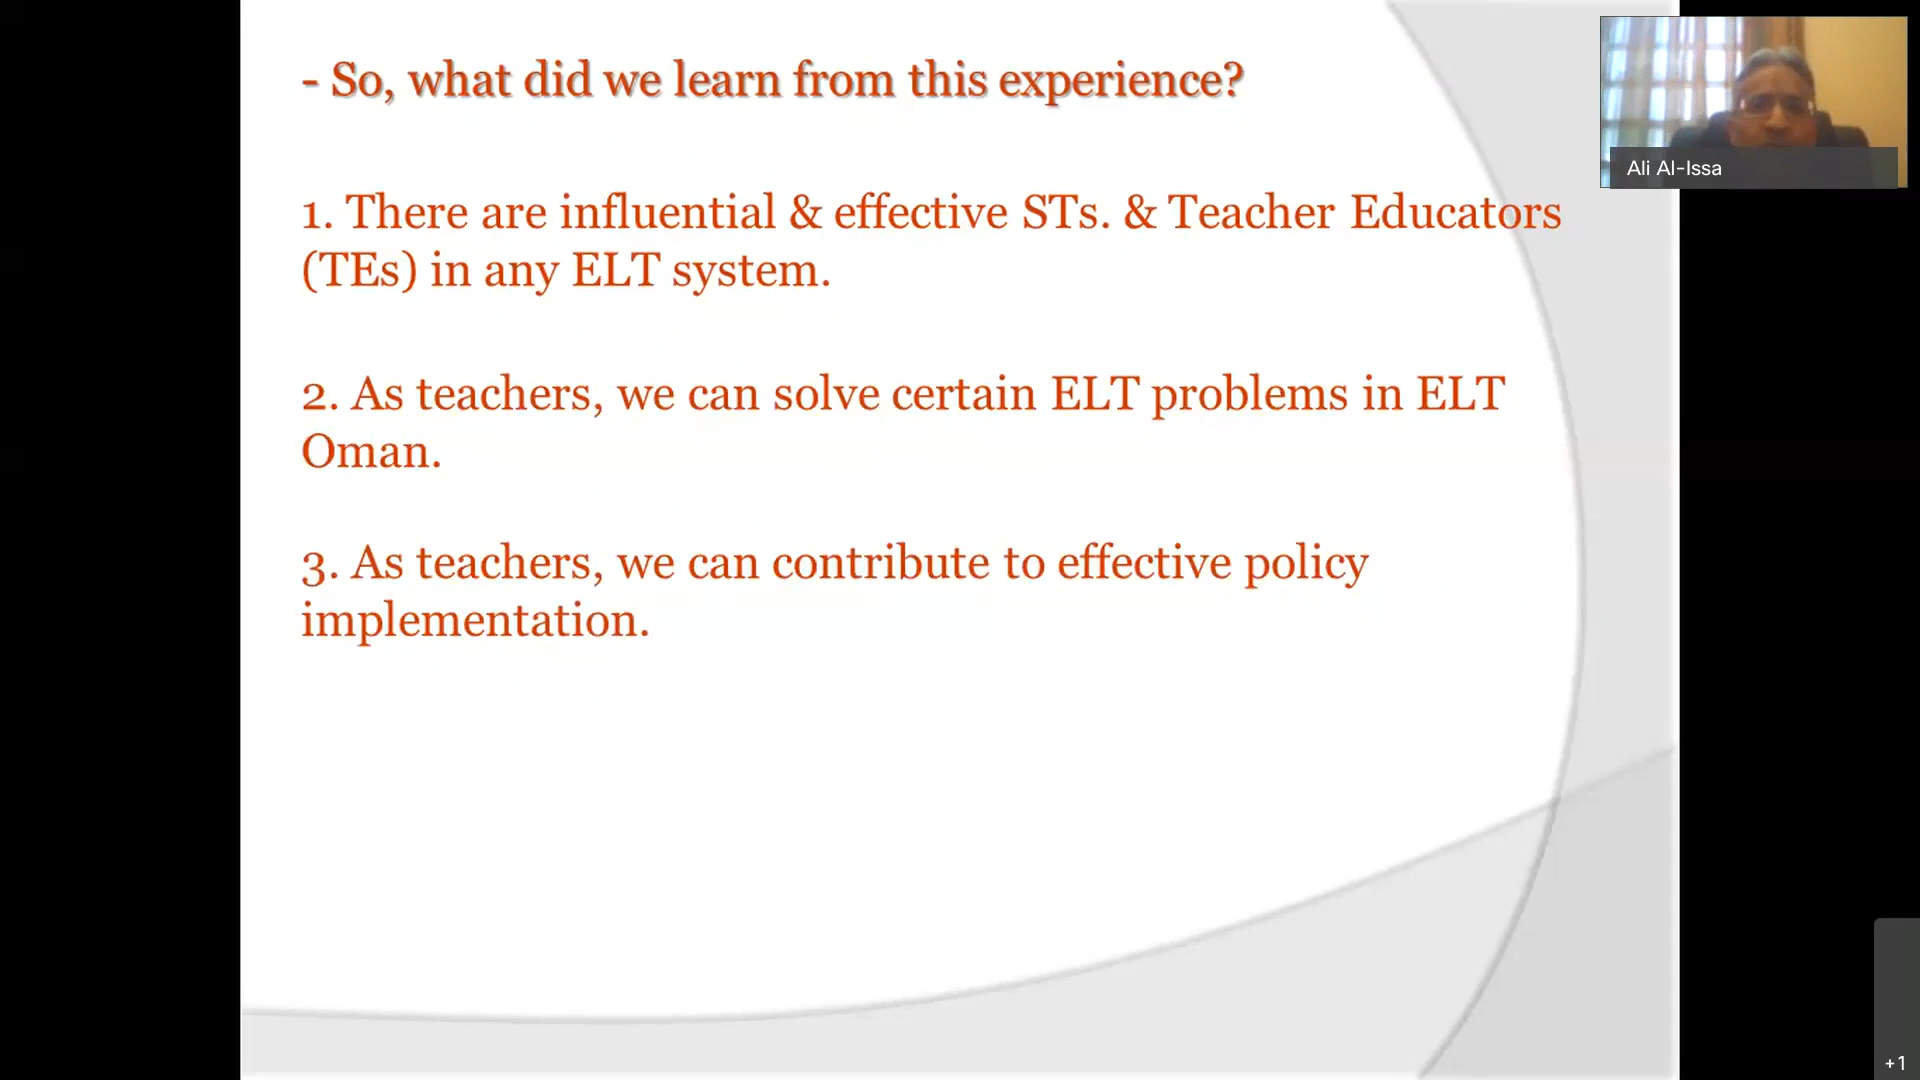 - So, what did we learn from this experience?
Ali Al-Issa
1. There are influential & effective STs. & Teacher Educators
(TEs) in any ELT system.
2. As teachers, we can solve certain ELT problems in ELT
Oman.
3. As teachers, we can contribute to effective policy
implementation.
+1